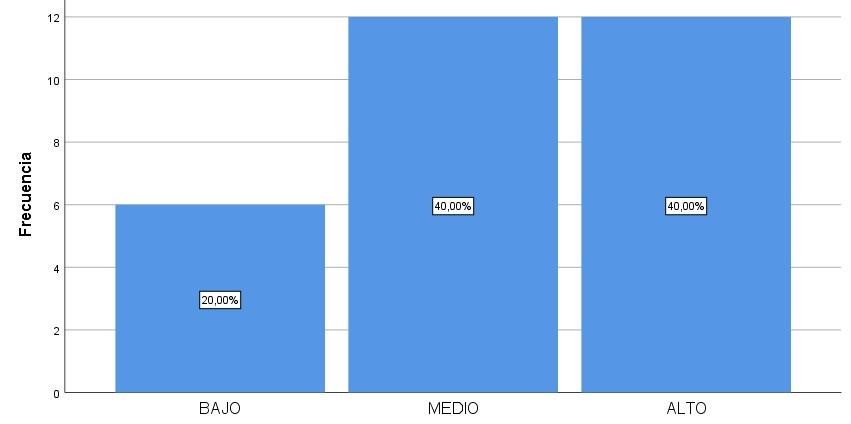 12
10
8
6
4
2
0
Frecuencia
20,00%
40,00%
40,00%
BAJO
MEDIO
ALTO